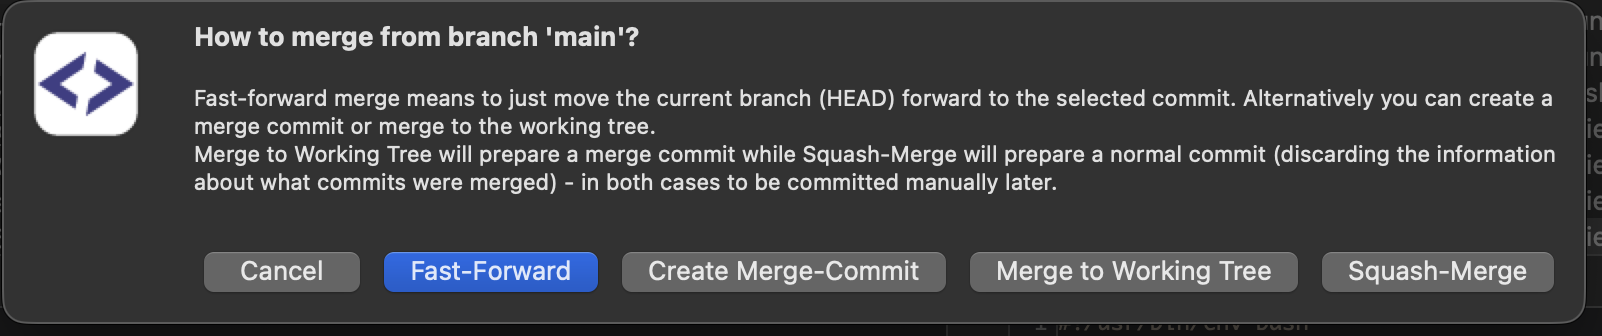 How to merge from branch 'main'?
Fast-forward merge means to just move the current branch (HEAD) forward to the selected commit. Alternatively you can create a
merge commit or merge to the working tree.
Merge to Working Tree will prepare a merge commit while Squash-Merge will prepare a normal commit (discarding the information
about what commits were merged) - in both cases to be committed manually later.
Cancel
Fast-Forward
Create Merge-Commit
Merge to Working Tree
Squash-Merge